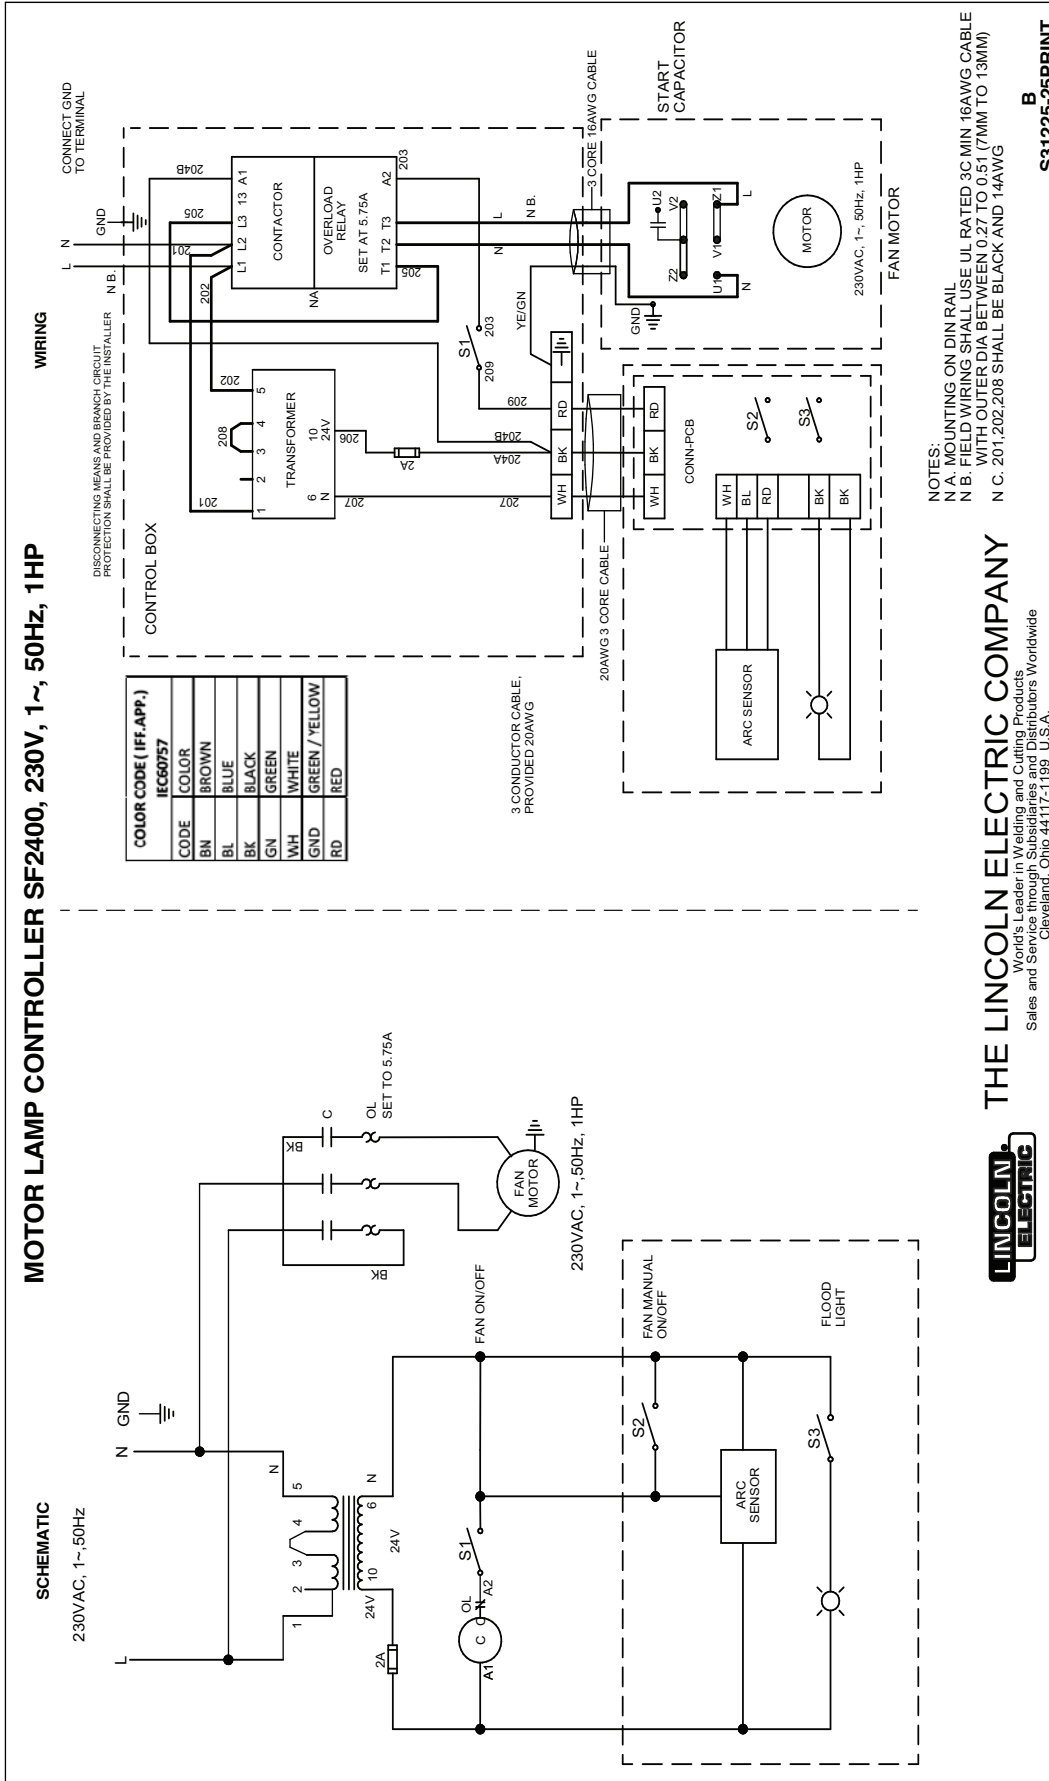 MOTOR LAMP CONTROLLER SF2400, 230V, 1~, 50Hz, 1HP
SCHEMATIC
230VAC, 1~,50Hz
L
N
GND
1
2
3
4
5
N
24V
10
24V
6
N
2A
BK
C
OL
SET TO 5.75A
BK
FAN
MOTOR
230VAC, 1~,50Hz, 1HP
C
A1
OL
A2
S1
FAN ON/OFF
S2
FAN MANUAL
ON/OFF
ARC
SENSOR
S3
FLOOD
LIGHT
WIRING
COLOR CODE ( IFF.APP.)
IEC60757
CODE COLOR
BN BROWN
BL BLUE
BK BLACK
GN GREEN
WH WHITE
GND GREEN / YELLOW
RD RED
DISCONNECTING MEANS AND BRANCH CIRCUIT
PROTECTION SHALL BE PROVIDED BY THE INSTALLER
N B.
L
N
GND
CONNECT GND
TO TERMINAL
CONTROL BOX
201
208
202
202
201
205
204B
1
2
3
4
5
TRANSFORMER
6
N
10
24V
207
206
2A
L1
L2
L3
13
A1
CONTACTOR
OVERLOAD
RELAY
SET AT 5.75A
NA
T1
T2
T3
A2
205
203
S1
209
203
207
204A
204B
209
YE/GN
N
L
N B.
WH
BK
RD
3 CONDUCTOR CABLE,
PROVIDED 20AWG
20AWG 3 CORE CABLE
3 CORE 16AWG CABLE
WH
BK
RD
CONN-PCB
S2
S3
WH
BL
RD
BK
BK
ARC SENSOR
GND
START
CAPACITOR
Z2
U2
V2
U1
V1
Z1
N
L
MOTOR
230VAC, 1~, 50Hz, 1HP
FAN MOTOR
NOTES:
N A. MOUNTING ON DIN RAIL
N B. FIELD WIRING SHALL USE UL RATED 3C MIN 16AWG CABLE
WITH OUTER DIA BETWEEN 0.27 TO 0.51 (7MM TO 13MM)
N C. 201,202,208 SHALL BE BLACK AND 14AWG
LINCOLN
ELECTRIC
THE LINCOLN ELECTRIC COMPANY
World's Leader in Welding and Cutting Products
Sales and Service through Subsidiaries and Distributors Worldwide
Cleveland, Ohio 44117-1199 U.S.A.
B
S31225-25PRINT